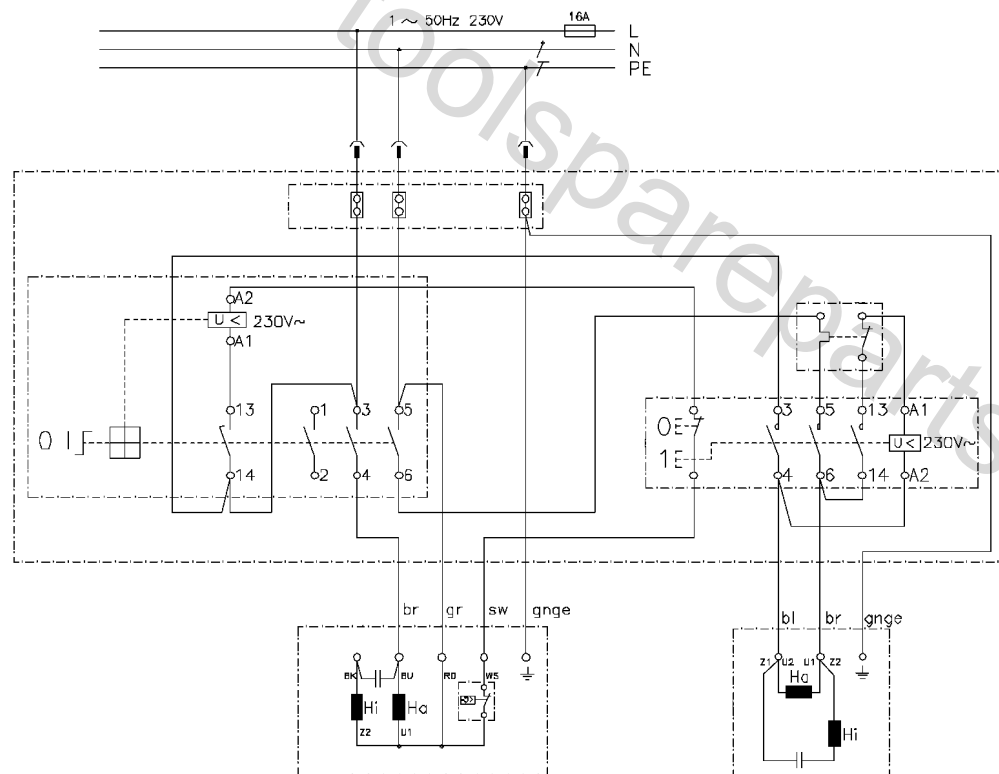 1 ~ 50Hz 230V
16A
L
N
PE
toolspareparts
A2
U <
230V~
A1
13
1
3
5
0 I
14
2
4
6
3
5
13
A1
0
1
U <
230V~
4
6
14
A2
br
gr
sw
gnge
bl
br
gnge
BK
BU
RD
WS
Hi
Ha
Z2
U1
Z1
U2
U1
Z2
Ha
Hi